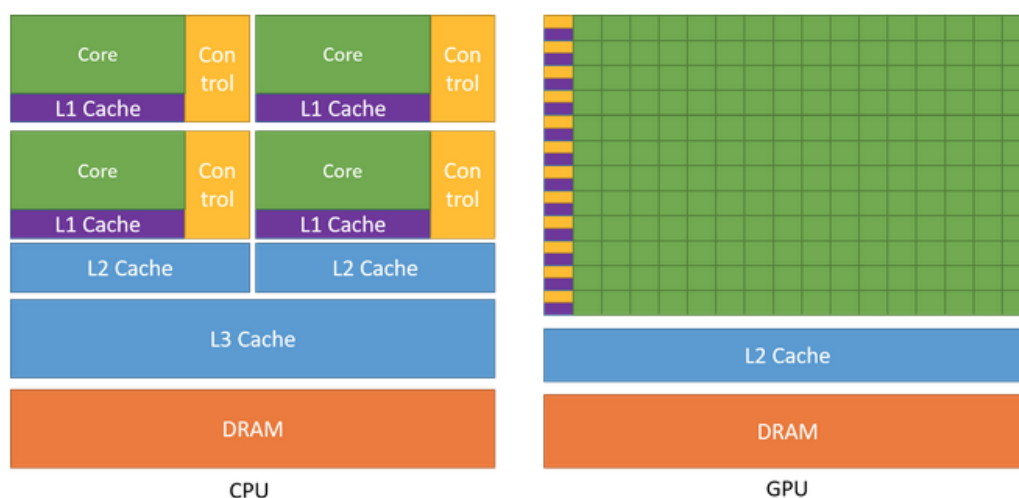 Core
Con
trol
Core
Con
trol
L1 Cache
L1 Cache
Core
Con
trol
Core
Con
trol
L1 Cache
L1 Cache
L2 Cache
L2 Cache
L3 Cache
DRAM
CPU
L2 Cache
DRAM
GPU